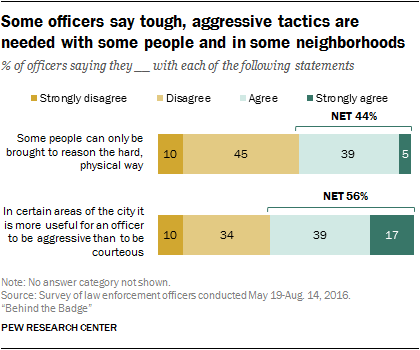 Some officers say tough, aggressive tactics are
needed with some people and in some neighborhoods
% of officers saying they __ with each of the following statements
Strongly disagree Disagree Agree Strongly agree
NET 44%
Some people can only be
brought to reason the hard,
physical way
10 45 39 5
NET 56%
In certain areas of the city it
is more useful for an officer
to be aggressive than to be
courteous
10 34 39 17
Note: No answer category not shown.
Source: Survey of law enforcement officers conducted May 19-Aug. 14, 2016.
“Behind the Badge”
PEW RESEARCH CENTER